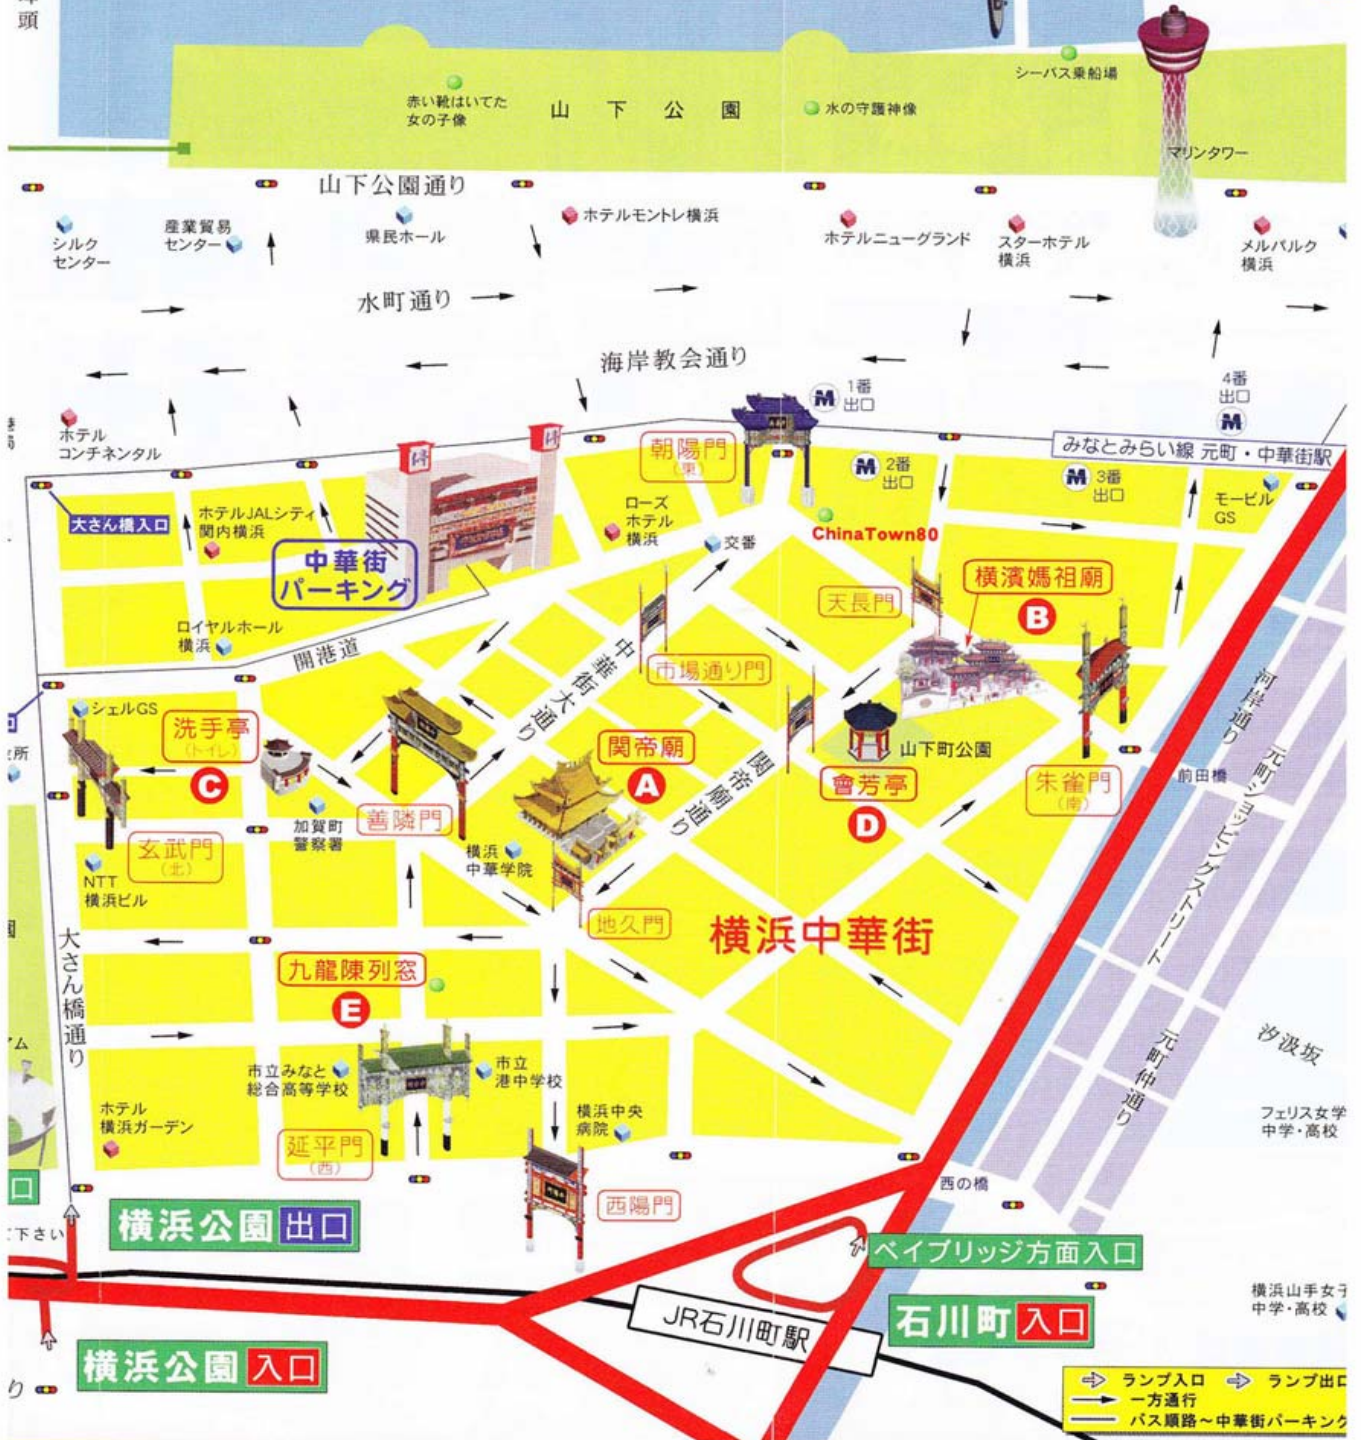 頭
シーバス乗船場
赤い靴はいてた
女の子像
山下公園
水の守護神像
マリンタワー
山下公園通り
シルク
センター
産業貿易
センター
県民ホール
ホテルモントレ横浜
ホテルニューグランド
スターホテル
横浜
メルパルク
横浜
水町通り
海岸教会通り
1番
出口
4番
出口
ホテル
コンチネンタル
朝陽門
(東)
みなとみらい線 元町・中華街駅
2番
出口
3番
出口
モービル
GS
大さん橋入口
ホテルJALシティ
関内横浜
ローズ
ホテル
横浜
交番
ChinaTown80
中華街
パーキング
天長門
横濱媽祖廟
B
ロイヤルホール
横浜
開港道
中華街大通り
市場通り門
河岸通り
シェルGS
洗手亭
(トイレ)
C
関帝廟
A
関帝廟通り
山下町公園
會芳亭
D
朱雀門
(南)
前田橋
元町ショッピングストリート
所
玄武門
(北)
加賀町
警察署
善隣門
横浜
中華学院
NTT
横浜ビル
地久門
横浜中華街
大さん橋通り
九龍陳列窓
E
元町仲通り
汐汲坂
ム
市立みなと
総合高等学校
市立
港中学校
ホテル
横浜ガーデン
横浜中央
病院
フェリス女学
中学・高校
延平門
(西)
西陽門
西の橋
口
下さい
横浜公園 出口
ベイブリッジ方面入口
JR石川町駅
石川町 入口
横浜山手女子
中学・高校
横浜公園 入口
り
ランプ入口 ランプ出口
一方通行
バス順路〜中華街パーキング